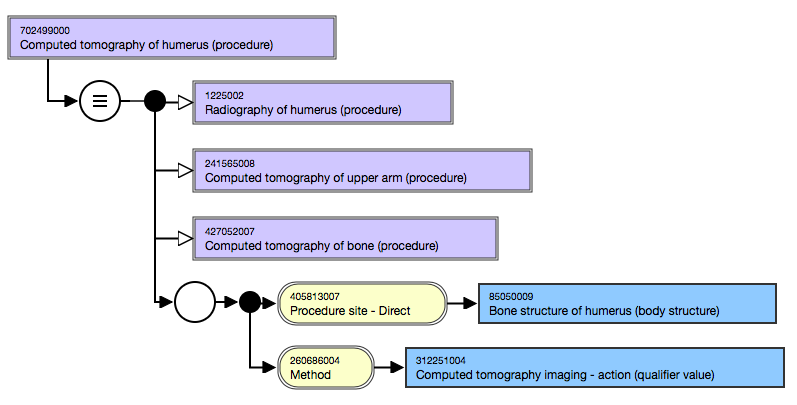 702499000
Computed tomography of humerus (procedure)
1225002
Radiography of humerus (procedure)
241565008
Computed tomography of upper arm (procedure)
427052007
Computed tomography of bone (procedure)
405813007
Procedure site - Direct
85050009
Bone structure of humerus (body structure)
260686004
Method
312251004
Computed tomography imaging - action (qualifier value)